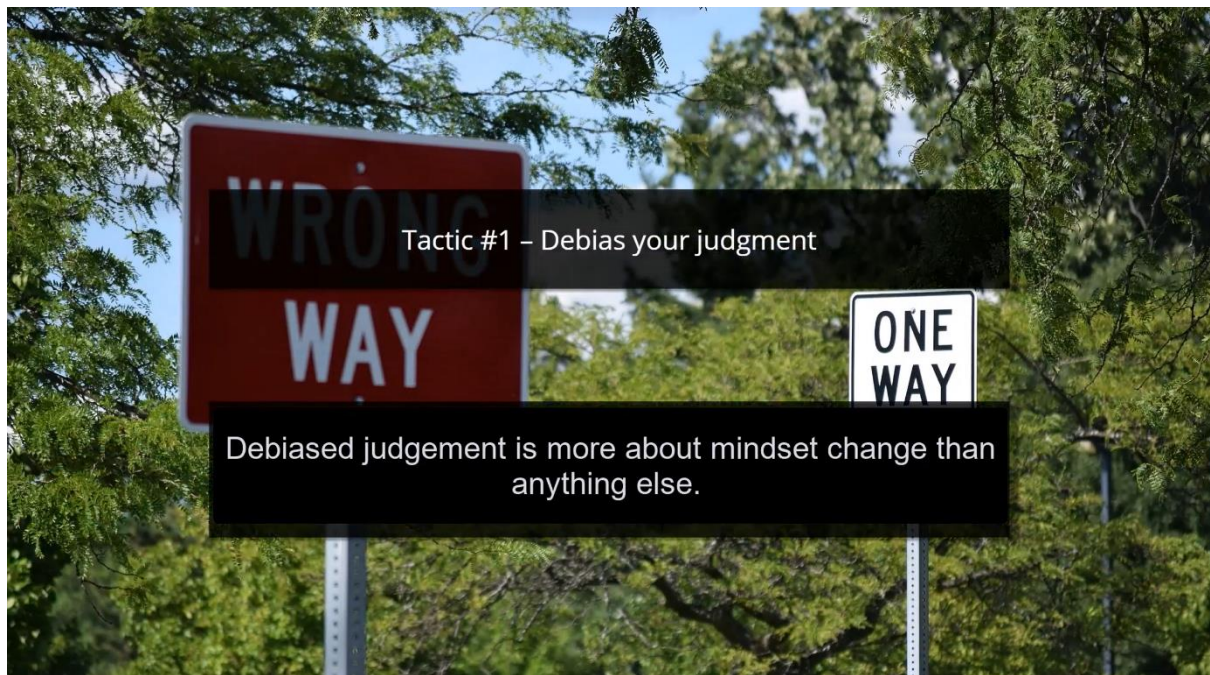 WRONG
Tactic #1 – Debias your judgment
WAY
ONE
WAY
Debiased judgement is more about mindset change than
anything else.